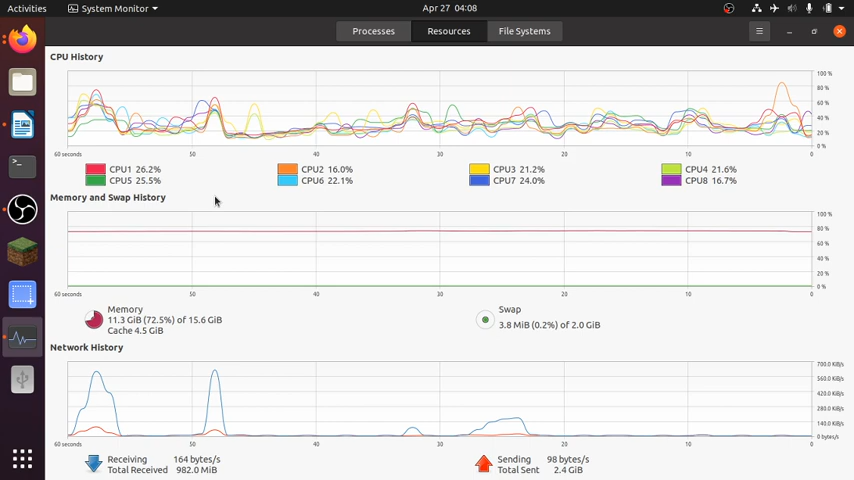 Activities System Monitor Apr 27 04:08
Processes Resources File Systems
CPU History
100 %
80 %
60 %
40 %
20 %
0 %
60 seconds 50 40 30 20 10 0
CPU1 26.2% CPU2 16.0% CPU3 21.2% CPU4 21.6%
CPU5 25.5% CPU6 22.1% CPU7 24.0% CPU8 16.7%
Memory and Swap History
100 %
80 %
60 %
40 %
20 %
0 %
60 seconds 50 40 30 20 10 0
Memory
11.3 GiB (72.5%) of 15.6 GiB
Cache 4.5 GiB
Swap
3.8 MiB (0.2%) of 2.0 GiB
Network History
700.0 KiB/s
560.0 KiB/s
420.0 KiB/s
280.0 KiB/s
140.0 KiB/s
0 bytes/s
60 seconds 50 40 30 20 10 0
Receiving 164 bytes/s
Total Received 982.0 MiB
Sending 98 bytes/s
Total Sent 2.4 GiB